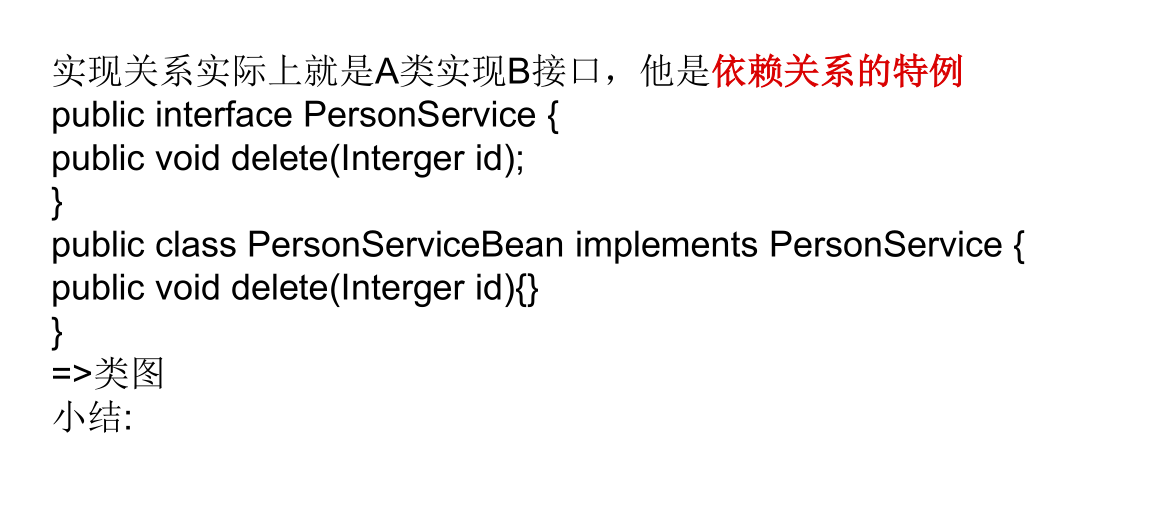 实现关系实际上就是A类实现B接口，他是依赖关系的特例
public interface PersonService {
public void delete(Interger id);
}
public class PersonServiceBean implements PersonService {
public void delete(Interger id){}
}
=>类图
小结: